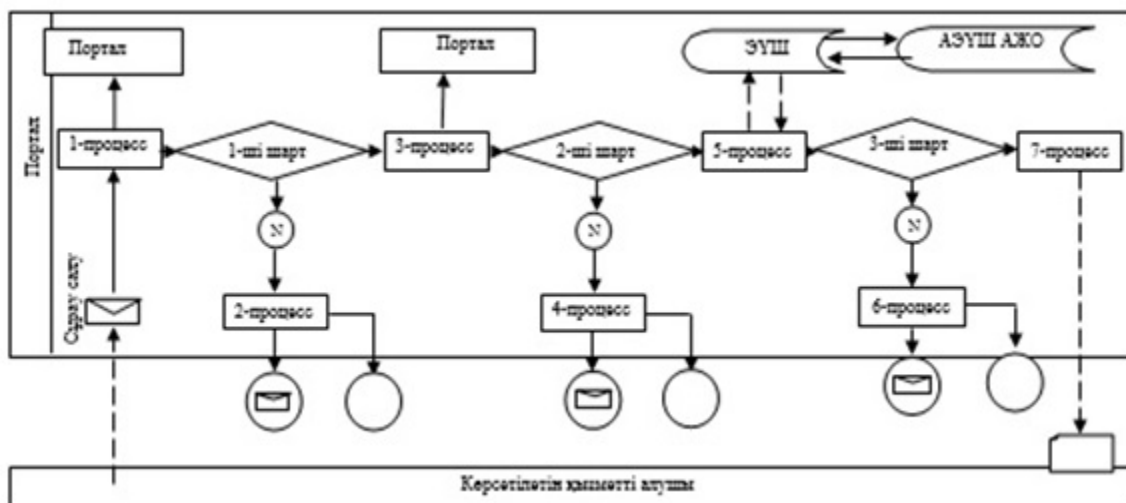 Портал
Портал
ЭҮШ
АЭҮШ АЖО
Портал
1-процесс
1-ші шарт
3-процесс
2-ші шарт
5-процесс
3-ші шарт
7-процесс
N
N
N
Сұрау салу
2-процесс
4-процесс
6-процесс
Көрсетілетін қызметті алушы